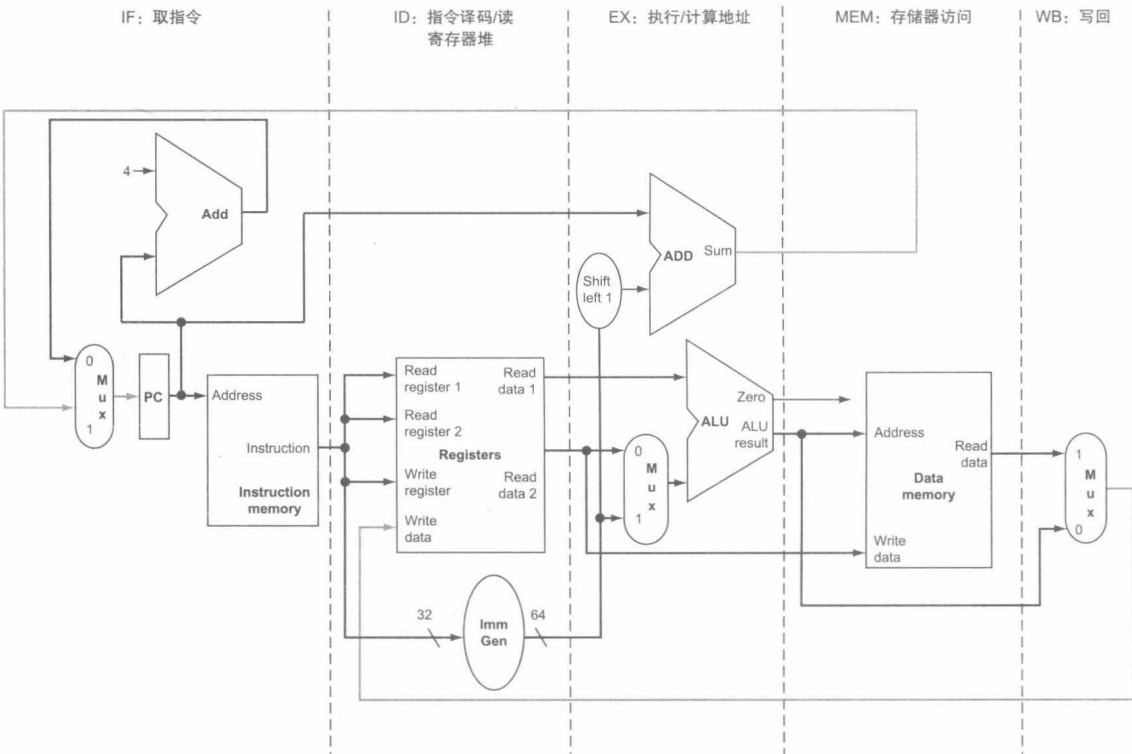 IF：取指令
ID：指令译码/读
寄存器堆
EX：执行/计算地址
MEM：存储器访问
WB：写回
4
Add
ADD
Sum
Shift
left 1
0
M
u
x
1
PC
Address
Instruction
Instruction
memory
Read
register 1
Read
register 2
Write
register
Write
data
Registers
Read
data 1
Read
data 2
0
M
u
x
1
Zero
ALU
ALU
result
Address
Read
data
Data
memory
Write
data
1
M
u
x
0
32
Imm
Gen
64